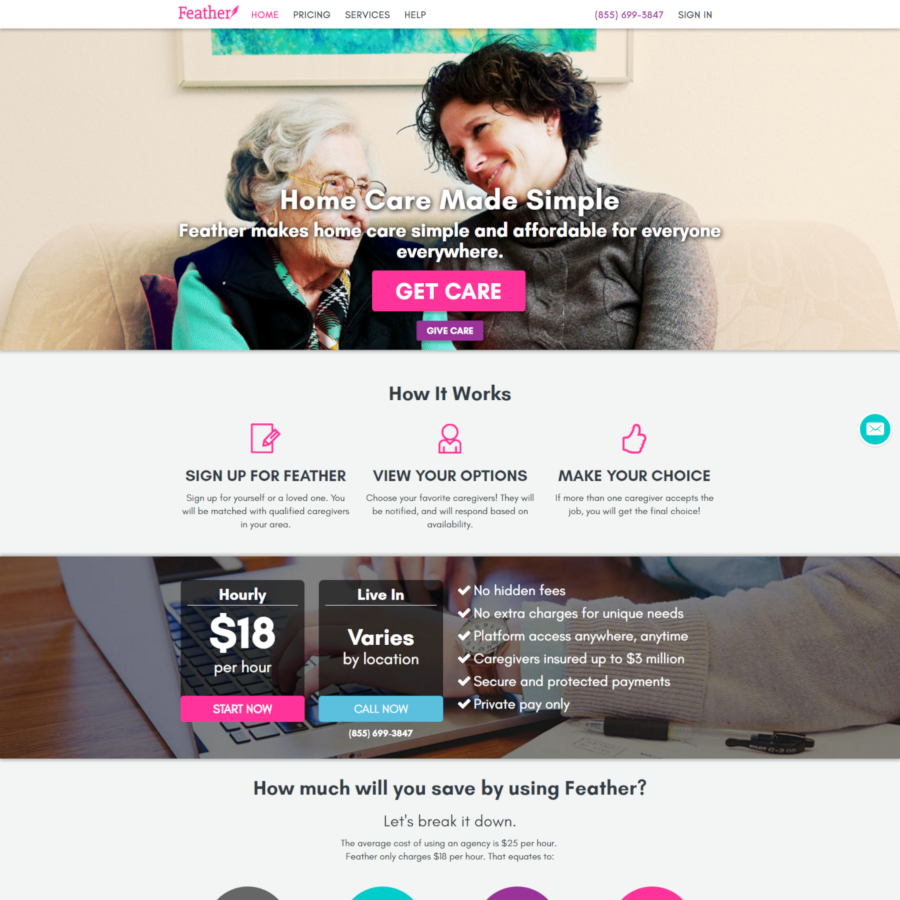 Feather
HOME
PRICING
SERVICES
HELP
(855) 699-3847
SIGN IN
Home Care Made Simple
Feather makes home care simple and affordable for everyone
everywhere.
GET CARE
GIVE CARE
How It Works
SIGN UP FOR FEATHER
Sign up for yourself or a loved one. You
will be matched with qualified caregivers
in your area.
VIEW YOUR OPTIONS
Choose your favorite caregivers! They will
be notified, and will respond based on
availability.
MAKE YOUR CHOICE
If more than one caregiver accepts the
job, you will get the final choice!
Hourly
$18
per hour
START NOW
Live In
Varies
by location
CALL NOW
(855) 699-3847
No hidden fees
No extra charges for unique needs
Platform access anywhere, anytime
Caregivers insured up to $3 million
Secure and protected payments
Private pay only
How much will you save by using Feather?
Let's break it down.
The average cost of using an agency is $25 per hour.
Feather only charges $18 per hour. That equates to: